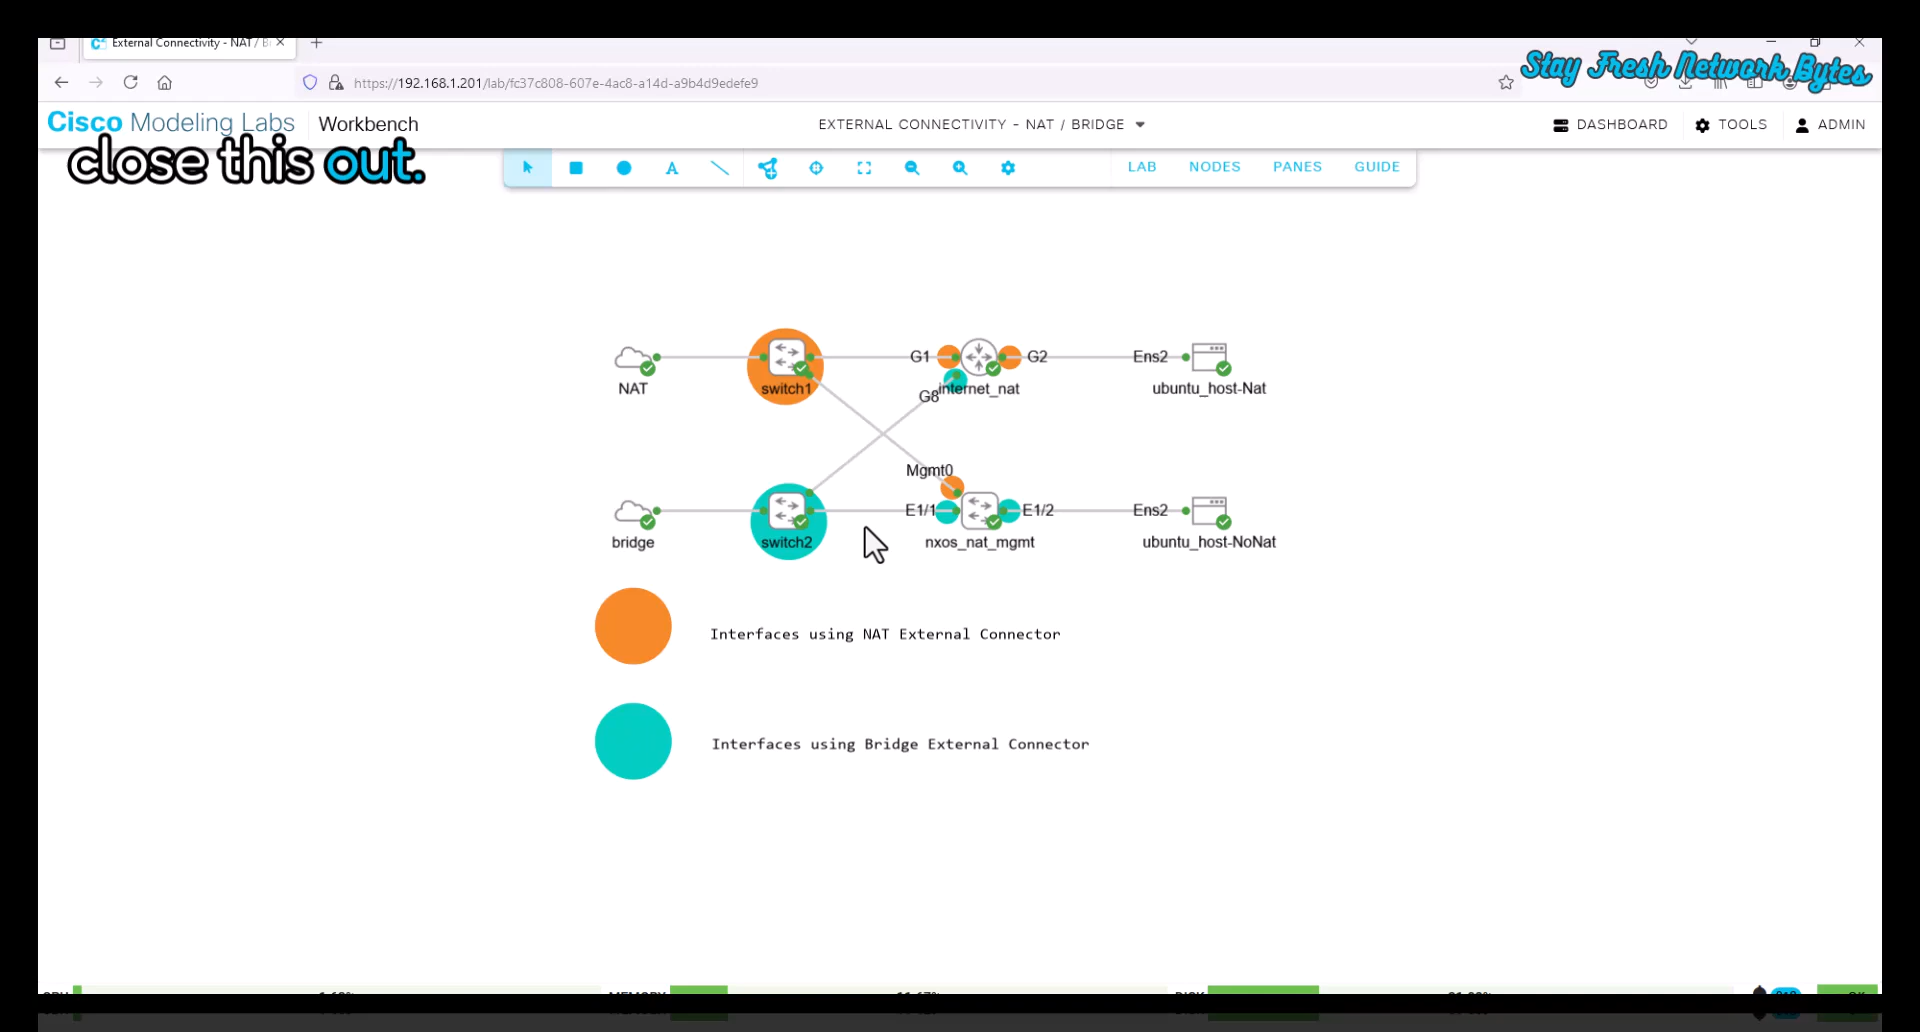 External Connectivity - NAT / B
Stay Fresh Network Bytes
https://192.168.1.201/lab/fc37c808-607e-4ac8-a14d-a9b4d9edefe9
Cisco Modeling Labs Workbench
EXTERNAL CONNECTIVITY - NAT / BRIDGE
DASHBOARD
TOOLS
ADMIN
close this out.
A
LAB
NODES
PANES
GUIDE
G1
G2
Ens2
NAT
switch1
internet_nat
ubuntu_host-Nat
G8
Mgmt0
E1/1
E1/2
Ens2
bridge
switch2
nxos_nat_mgmt
ubuntu_host-NoNat
Interfaces using NAT External Connector
Interfaces using Bridge External Connector